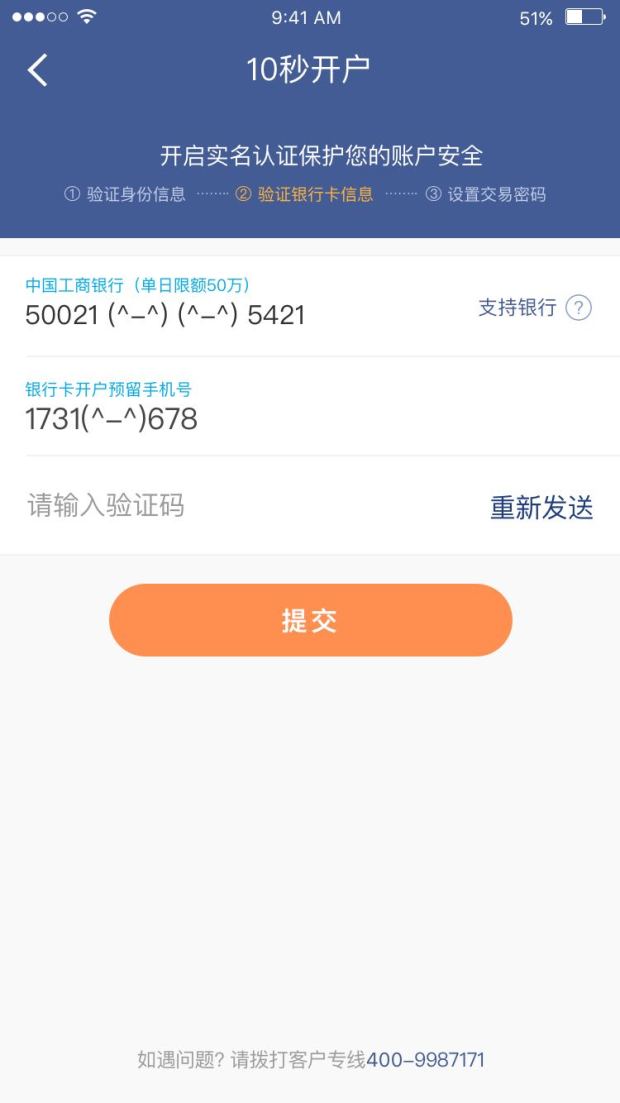 9:41 AM 51%
10秒开户
开启实名认证保护您的账户安全
① 验证身份信息 ········ ② 验证银行卡信息 ········ ③ 设置交易密码
中国工商银行（单日限额50万）
50021 (^–^) (^–^) 5421
支持银行 ?
银行卡开户预留手机号
1731(^–^)678
请输入验证码 重新发送
提交
如遇问题? 请拨打客户专线400–9987171